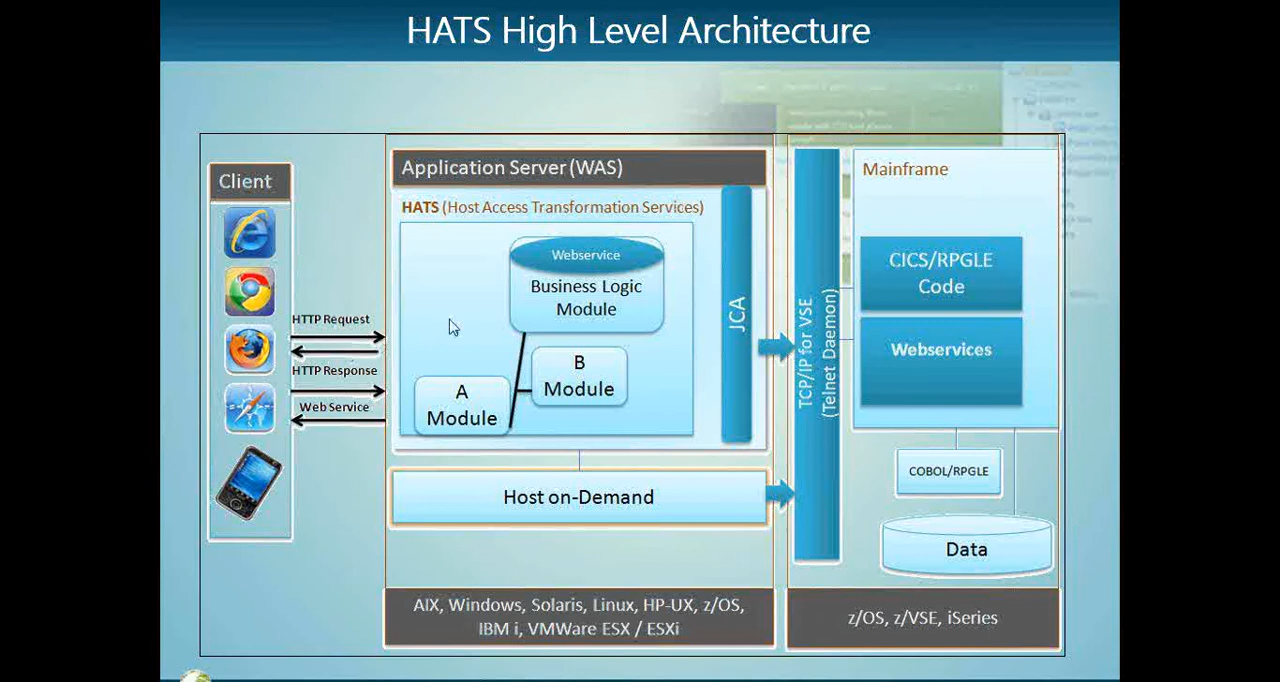 HATS High Level Architecture
Client
HTTP Request
HTTP Response
Web Service
Application Server (WAS)
HATS (Host Access Transformation Services)
Webservice
Business Logic
Module
B
Module
A
Module
JCA
Host on-Demand
AIX, Windows, Solaris, Linux, HP-UX, z/OS,
IBM i, VMWare ESX / ESXi
TCP/IP for VSE
(Telnet Daemon)
Mainframe
CICS/RPGLE
Code
Webservices
COBOL/RPGLE
Data
z/OS, z/VSE, iSeries